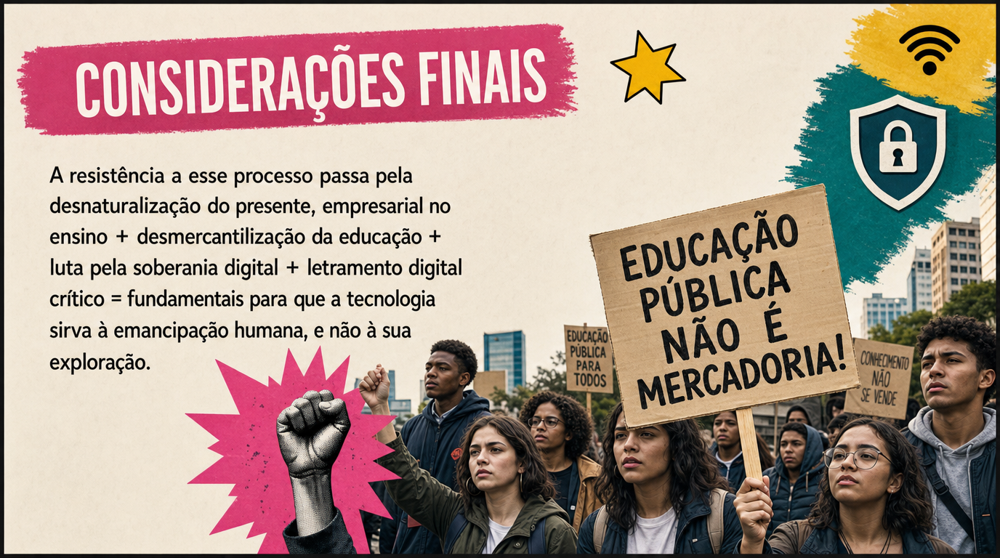 CONSIDERAÇÕES FINAIS
A resistência a esse processo passa pela
desnaturalização do presente, empresarial no
ensino + desmercantilização da educação +
luta pela soberania digital + letramento digital
crítico = fundamentais para que a tecnologia
sirva à emancipação humana, e não à sua
exploração.
EDUCAÇÃO
PÚBLICA
NÃO É
MERCADORIA!
EDUCAÇÃO
PÚBLICA
PARA
TODOS
CONHECIMENTO
NÃO
SE VENDE